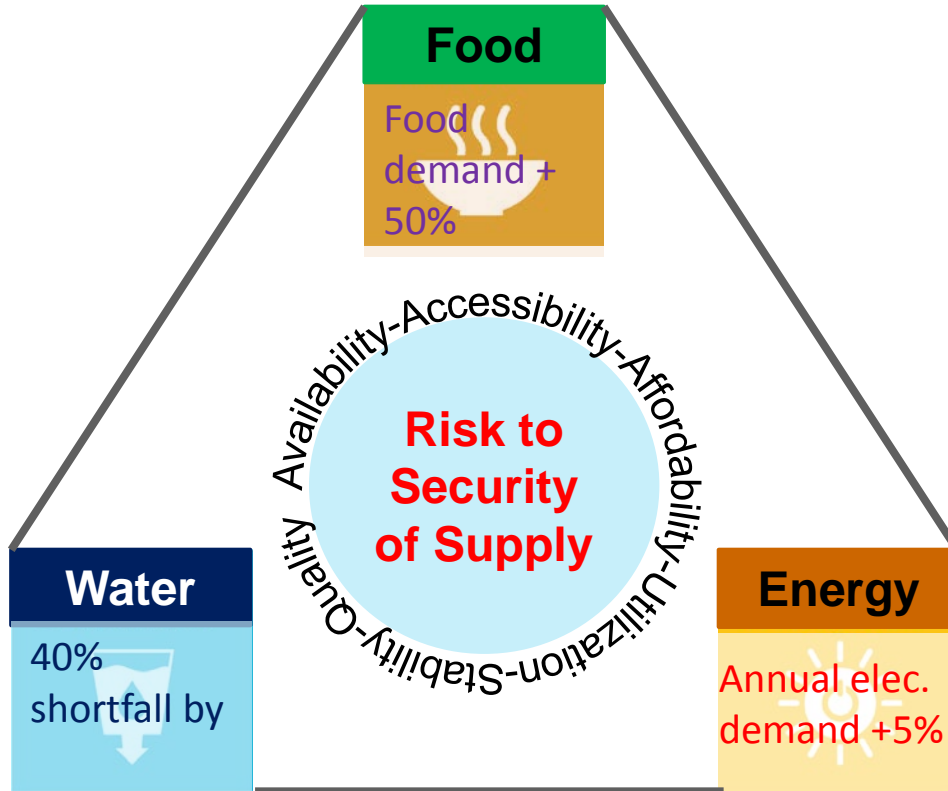 Food
Food
demand +
50%
Availability-Accessibility-Affordability-Utilization-Stability-Quality
Risk to
Security
of Supply
Water
40%
shortfall by
Energy
Annual elec.
demand +5%